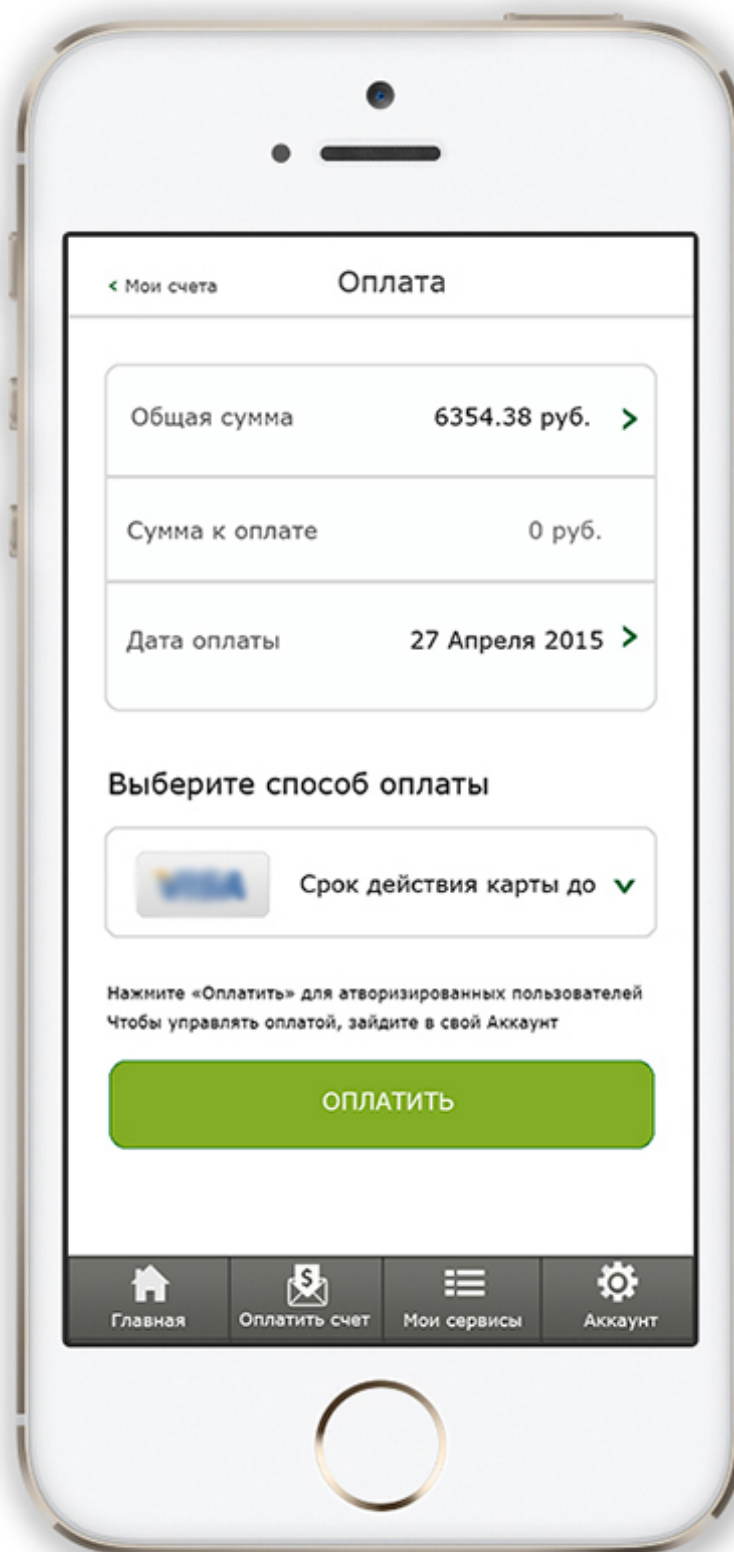 < Мои счета Оплата
Общая сумма 6354.38 руб. >
Сумма к оплате 0 руб.
Дата оплаты 27 Апреля 2015 >
Выберите способ оплаты
VISA Срок действия карты до
Нажмите «Оплатить» для атворизированных пользователей
Чтобы управлять оплатой, зайдите в свой Аккаунт
ОПЛАТИТЬ
Главная Оплатить счет Мои сервисы Аккаунт